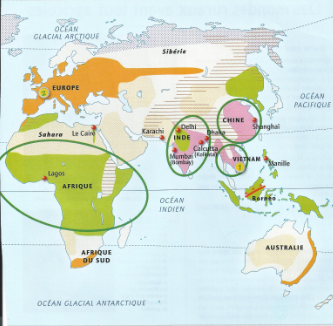 OCÉAN
GLACIAL ARCTIQUE
Sibérie
EUROPE
OCÉAN
PACIFIQUE
CHINE
Sahara
Le Caire
Karachi
Delhi
Shanghai
INDE
Dhaka
Calcutta
(Kolkata)
Mumbai
(Bombay)
VIETNAM
Manille
Lagos
AFRIQUE
Bornéo
OCÉAN
INDIEN
AUSTRALIE
AFRIQUE
DU SUD
OCÉAN GLACIAL ANTARCTIQUE